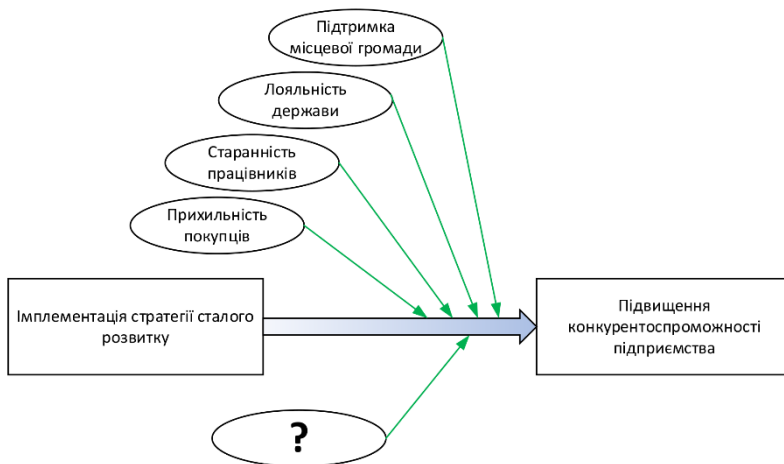 Підтримка
місцевої громади
Лояльність
держави
Старанність
працівників
Прихильність
покупців
Імплементація стратегії сталого
розвитку
Підвищення
конкурентоспроможності
підприємства
?